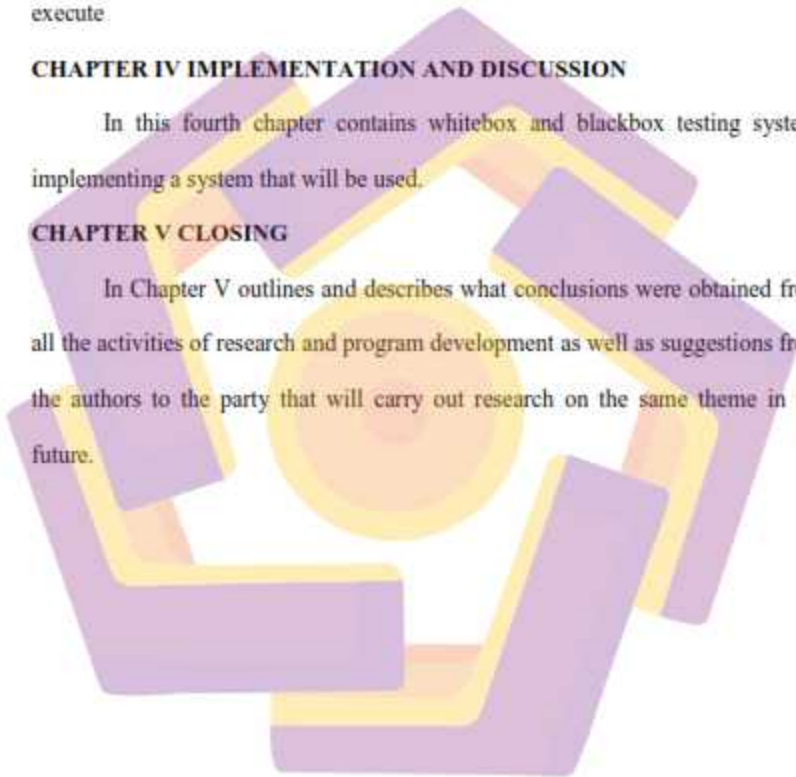 execute
CHAPTER IV IMPLEMENTATION AND DISCUSSION
In this fourth chapter contains whitebox and blackbox testing
implementing a system that will be used.
CHAPTER V CLOSING
In Chapter V outlines and describes what conclusions were obtained
all the activities of research and program development as well as suggestions
the authors to the party that will carry out research on the same theme in
future.